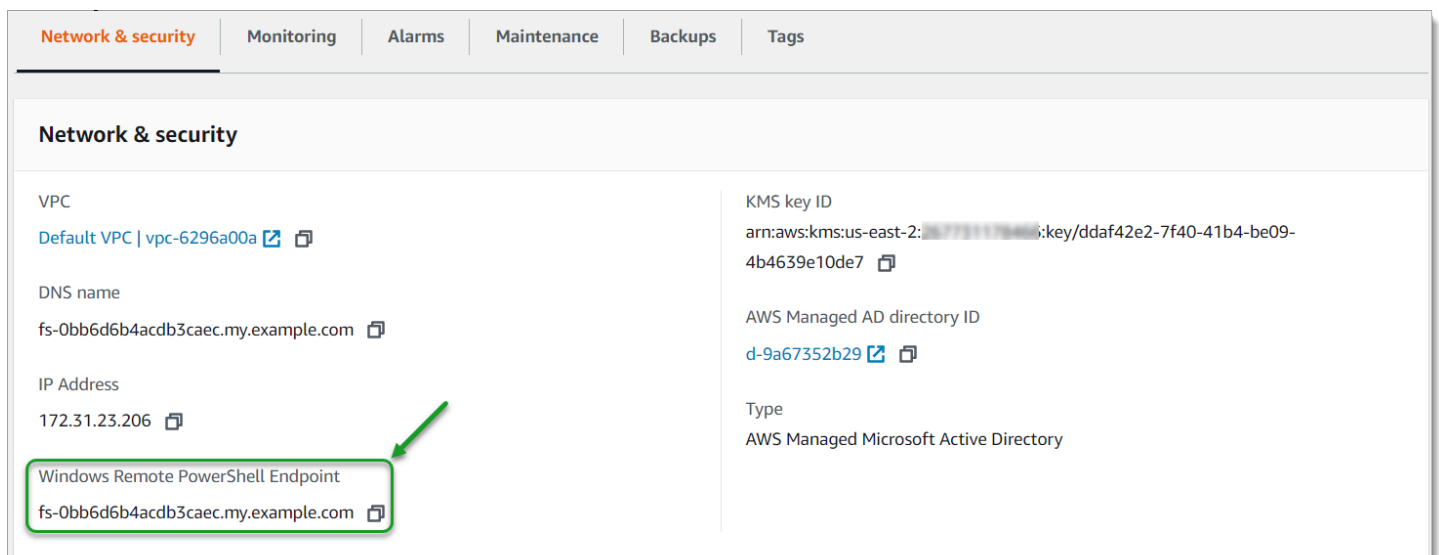 Network & security
Monitoring
Alarms
Maintenance
Backups
Tags
Network & security
VPC
Default VPC | vpc-6296a00a
DNS name
fs-0bb6d6b4acdb3caec.my.example.com
IP Address
172.31.23.206
Windows Remote PowerShell Endpoint
fs-0bb6d6b4acdb3caec.my.example.com
KMS key ID
arn:aws:kms:us-east-2: :key/ddaf42e2-7f40-41b4-be09-
4b4639e10de7
AWS Managed AD directory ID
d-9a67352b29
Type
AWS Managed Microsoft Active Directory